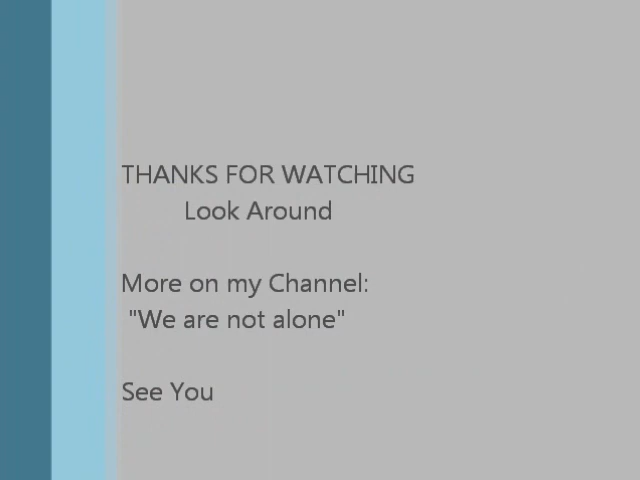 THANKS FOR WATCHING
Look Around
More on my Channel:
"We are not alone"
See You